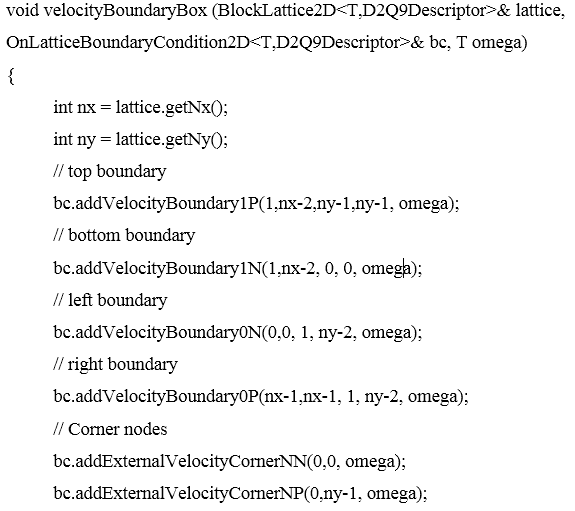 void velocityBoundaryBox (BlockLattice2D<T,D2Q9Descriptor>& lattice,
OnLatticeBoundaryCondition2D<T,D2Q9Descriptor>& bc, T omega)
{
int nx = lattice.getNx();
int ny = lattice.getNy();
// top boundary
bc.addVelocityBoundary1P(1,nx-2,ny-1,ny-1, omega);
// bottom boundary
bc.addVelocityBoundary1N(1,nx-2, 0, 0, omega);
// left boundary
bc.addVelocityBoundary0N(0,0, 1, ny-2, omega);
// right boundary
bc.addVelocityBoundary0P(nx-1,nx-1, 1, ny-2, omega);
// Corner nodes
bc.addExternalVelocityCornerNN(0,0, omega);
bc.addExternalVelocityCornerNP(0,ny-1, omega);